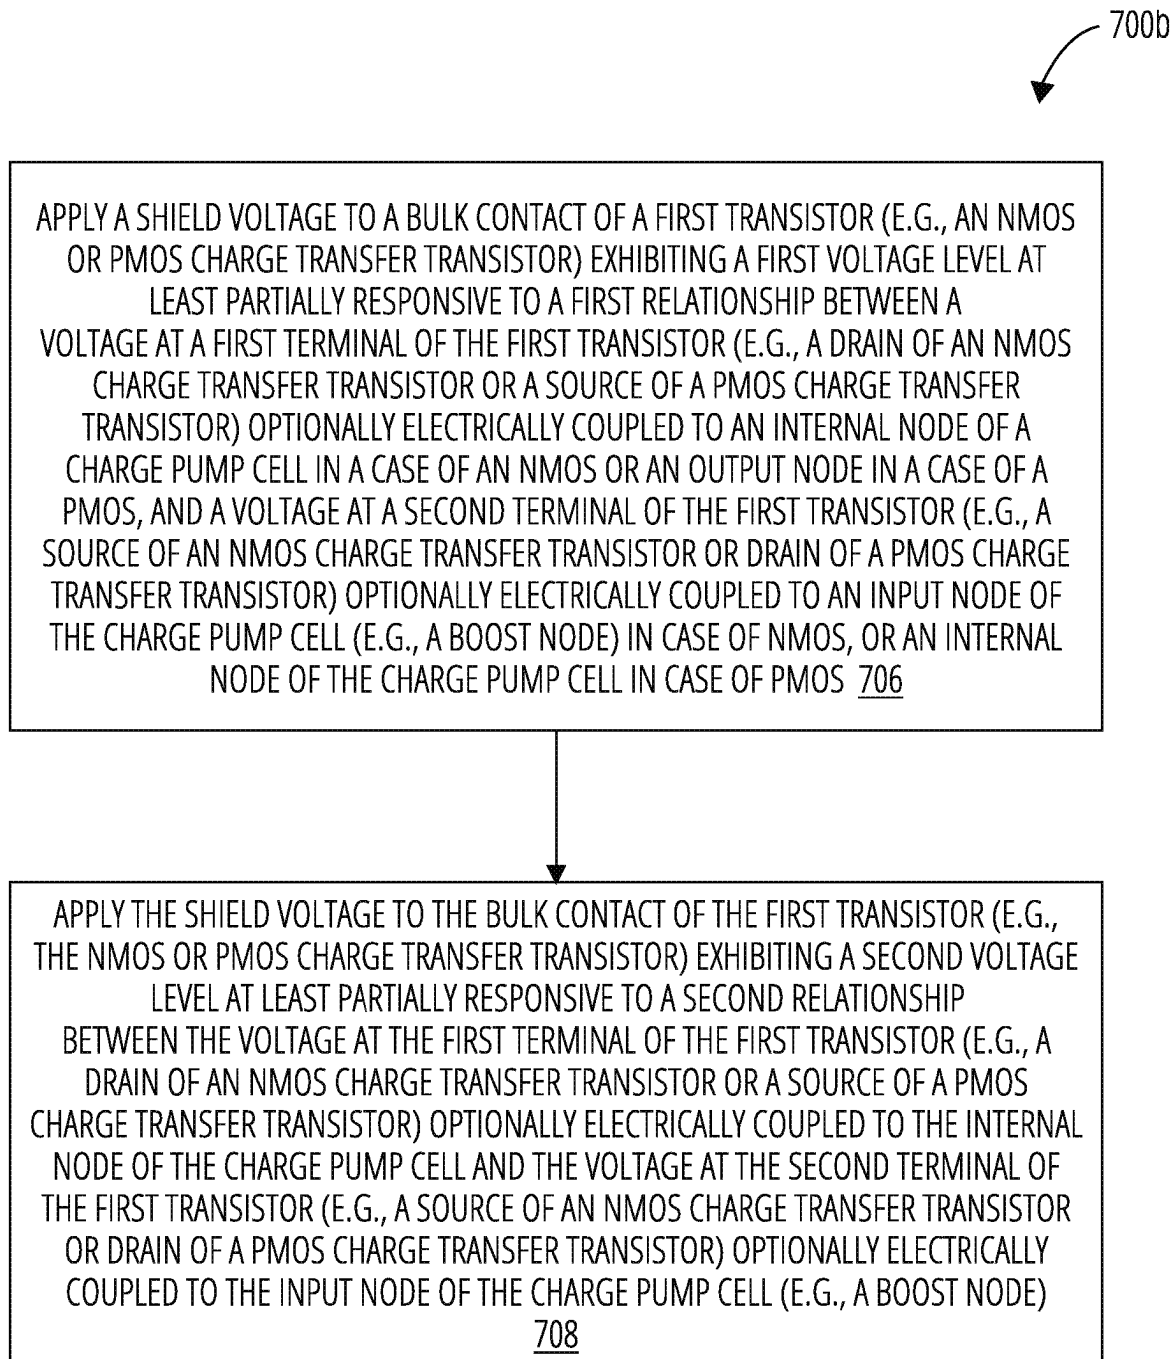 700b
APPLY A SHIELD VOLTAGE TO A BULK CONTACT OF A FIRST TRANSISTOR (E.G., AN NMOS
OR PMOS CHARGE TRANSFER TRANSISTOR) EXHIBITING A FIRST VOLTAGE LEVEL AT
LEAST PARTIALLY RESPONSIVE TO A FIRST RELATIONSHIP BETWEEN A
VOLTAGE AT A FIRST TERMINAL OF THE FIRST TRANSISTOR (E.G., A DRAIN OF AN NMOS
CHARGE TRANSFER TRANSISTOR OR A SOURCE OF A PMOS CHARGE TRANSFER
TRANSISTOR) OPTIONALLY ELECTRICALLY COUPLED TO AN INTERNAL NODE OF A
CHARGE PUMP CELL IN A CASE OF AN NMOS OR AN OUTPUT NODE IN A CASE OF A
PMOS, AND A VOLTAGE AT A SECOND TERMINAL OF THE FIRST TRANSISTOR (E.G., A
SOURCE OF AN NMOS CHARGE TRANSFER TRANSISTOR OR DRAIN OF A PMOS CHARGE
TRANSFER TRANSISTOR) OPTIONALLY ELECTRICALLY COUPLED TO AN INPUT NODE OF
THE CHARGE PUMP CELL (E.G., A BOOST NODE) IN CASE OF NMOS, OR AN INTERNAL
NODE OF THE CHARGE PUMP CELL IN CASE OF PMOS 706
APPLY THE SHIELD VOLTAGE TO THE BULK CONTACT OF THE FIRST TRANSISTOR (E.G.,
THE NMOS OR PMOS CHARGE TRANSFER TRANSISTOR) EXHIBITING A SECOND VOLTAGE
LEVEL AT LEAST PARTIALLY RESPONSIVE TO A SECOND RELATIONSHIP
BETWEEN THE VOLTAGE AT THE FIRST TERMINAL OF THE FIRST TRANSISTOR (E.G., A
DRAIN OF AN NMOS CHARGE TRANSFER TRANSISTOR OR A SOURCE OF A PMOS
CHARGE TRANSFER TRANSISTOR) OPTIONALLY ELECTRICALLY COUPLED TO THE INTERNAL
NODE OF THE CHARGE PUMP CELL AND THE VOLTAGE AT THE SECOND TERMINAL OF
THE FIRST TRANSISTOR (E.G., A SOURCE OF AN NMOS CHARGE TRANSFER TRANSISTOR
OR DRAIN OF A PMOS CHARGE TRANSFER TRANSISTOR) OPTIONALLY ELECTRICALLY
COUPLED TO THE INPUT NODE OF THE CHARGE PUMP CELL (E.G., A BOOST NODE)
708